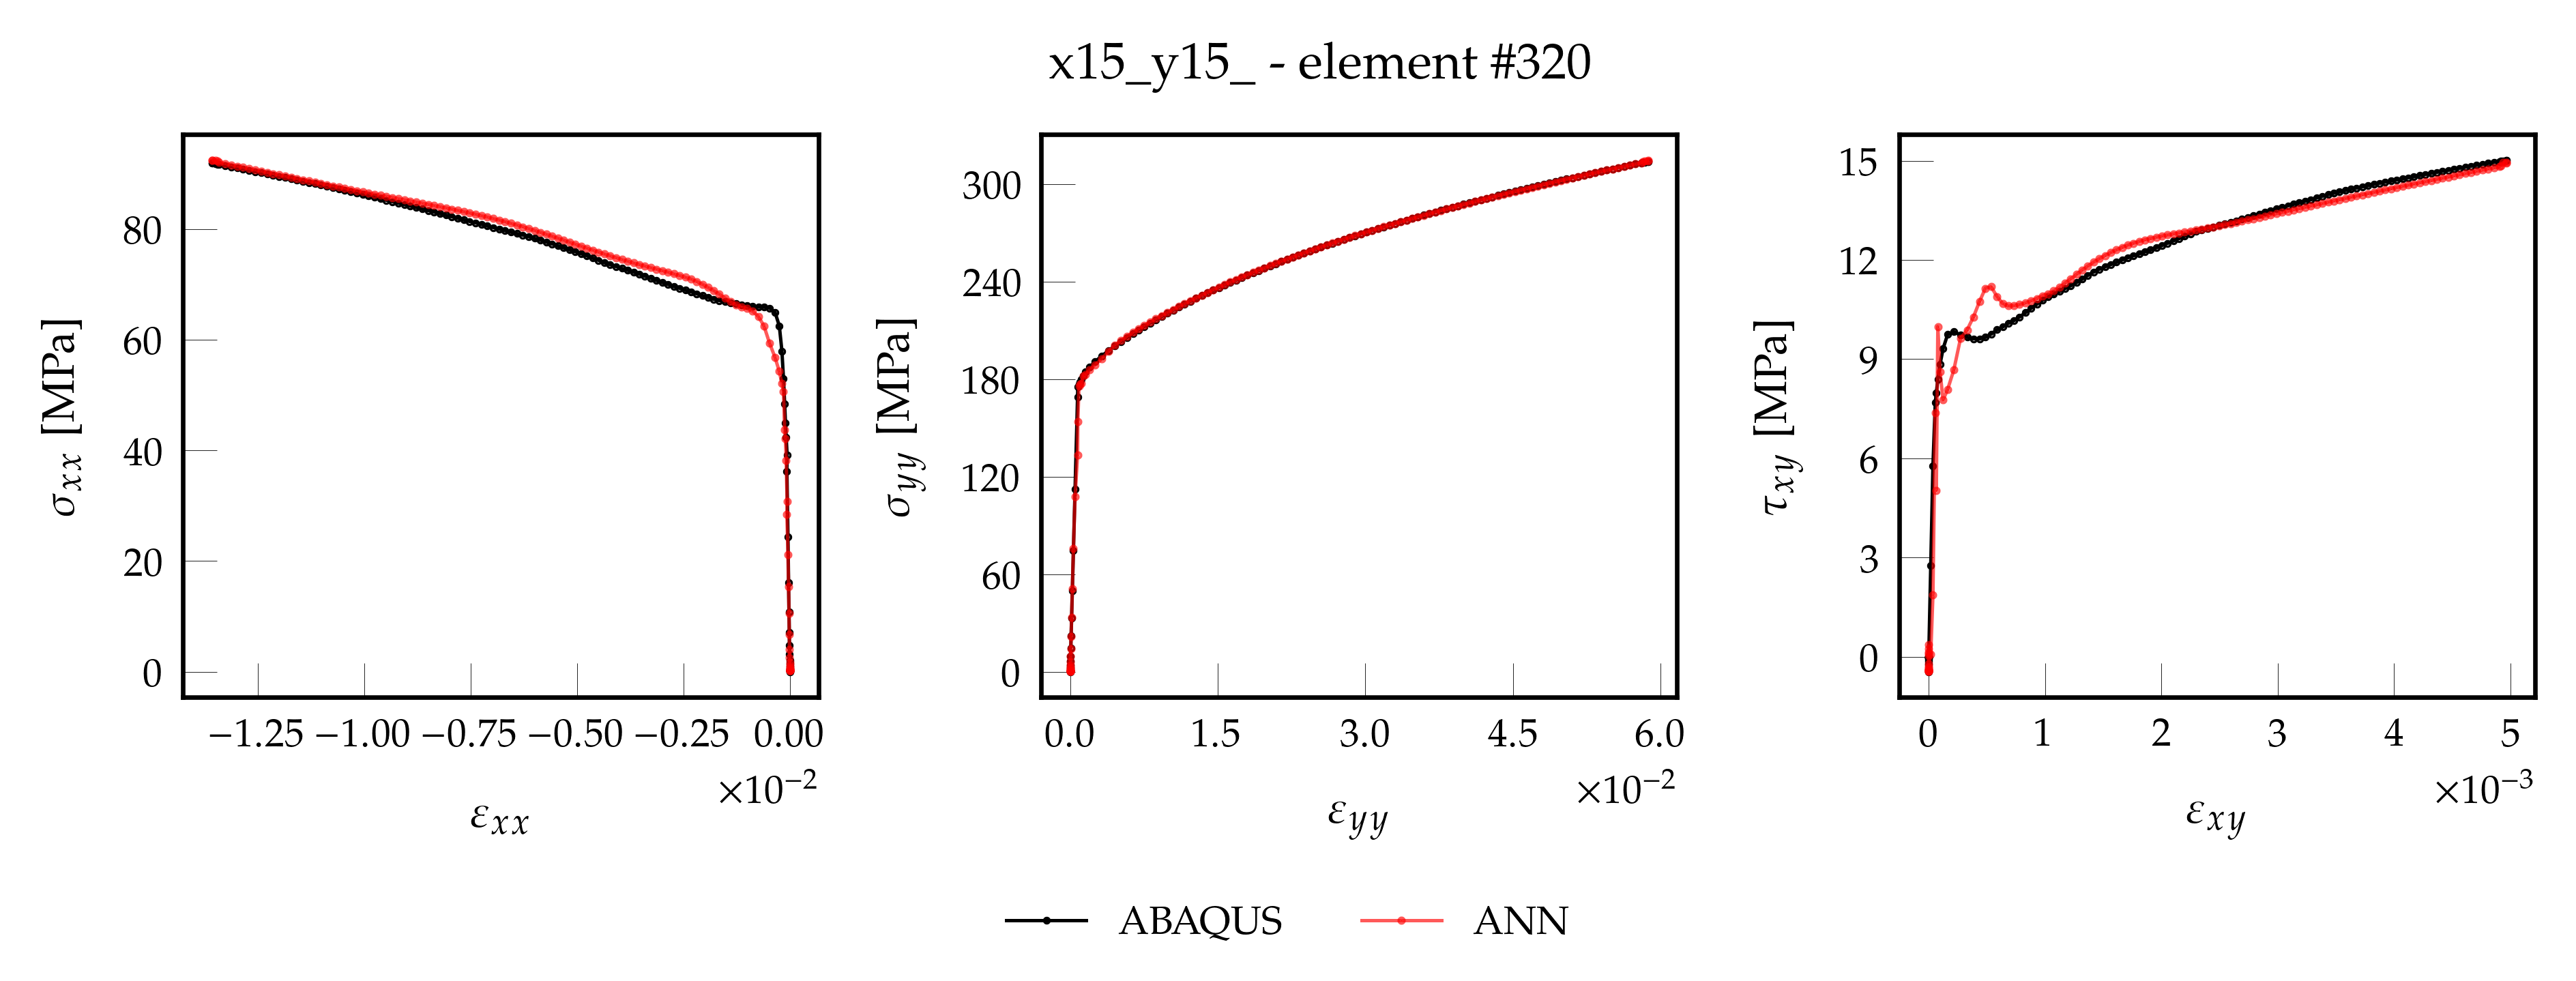 x15_y15_ - element #320
σxx [MPa]
80
60
40
20
0
−1.25 −1.00 −0.75 −0.50 −0.25 0.00
×10−2
εxx
σyy [MPa]
300
240
180
120
60
0
0.0 1.5 3.0 4.5 6.0
×10−2
εyy
τxy [MPa]
15
12
9
6
3
0
0 1 2 3 4 5
×10−3
εxy
ABAQUS ANN